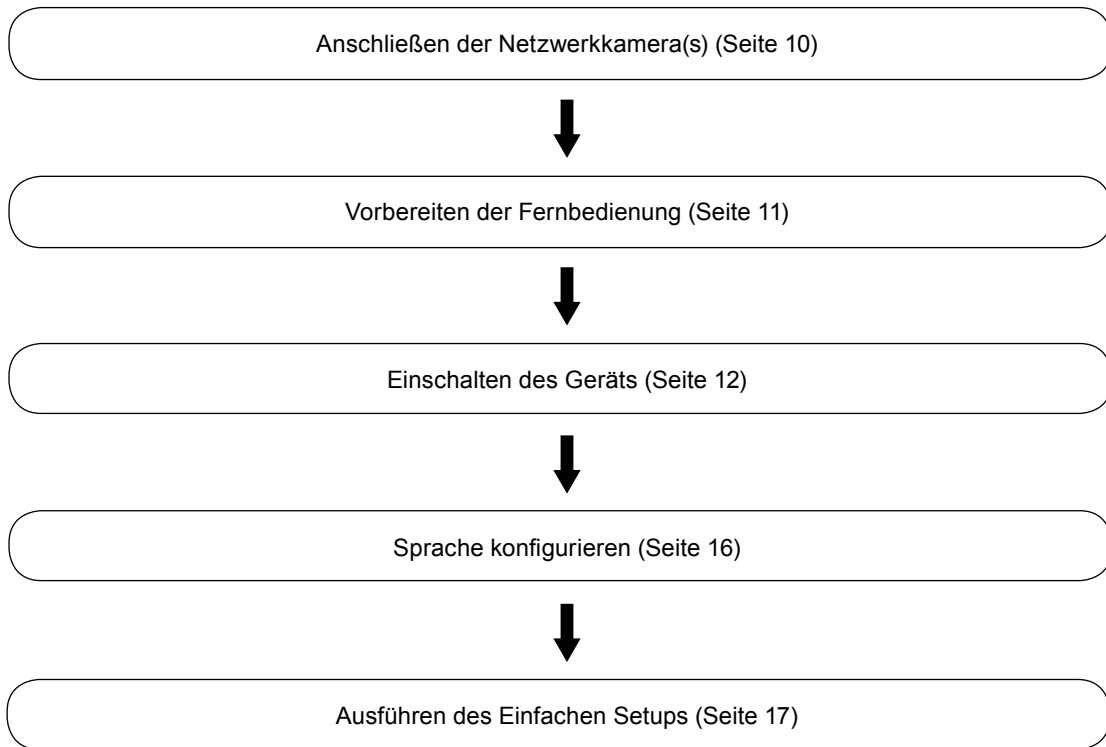 Anschließen der Netzwerkkamera(s) (Seite 10)
Vorbereiten der Fernbedienung (Seite 11)
Einschalten des Geräts (Seite 12)
Sprache konfigurieren (Seite 16)
Ausführen des Einfachen Setups (Seite 17)